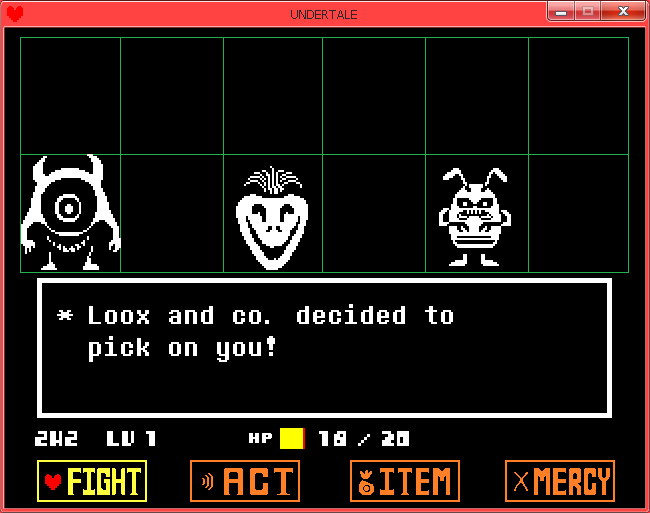 UNDERTALE
* Loox and co. decided to
pick on you!
2W2 LV 1 HP 18 / 20
FIGHT ACT ITEM MERCY